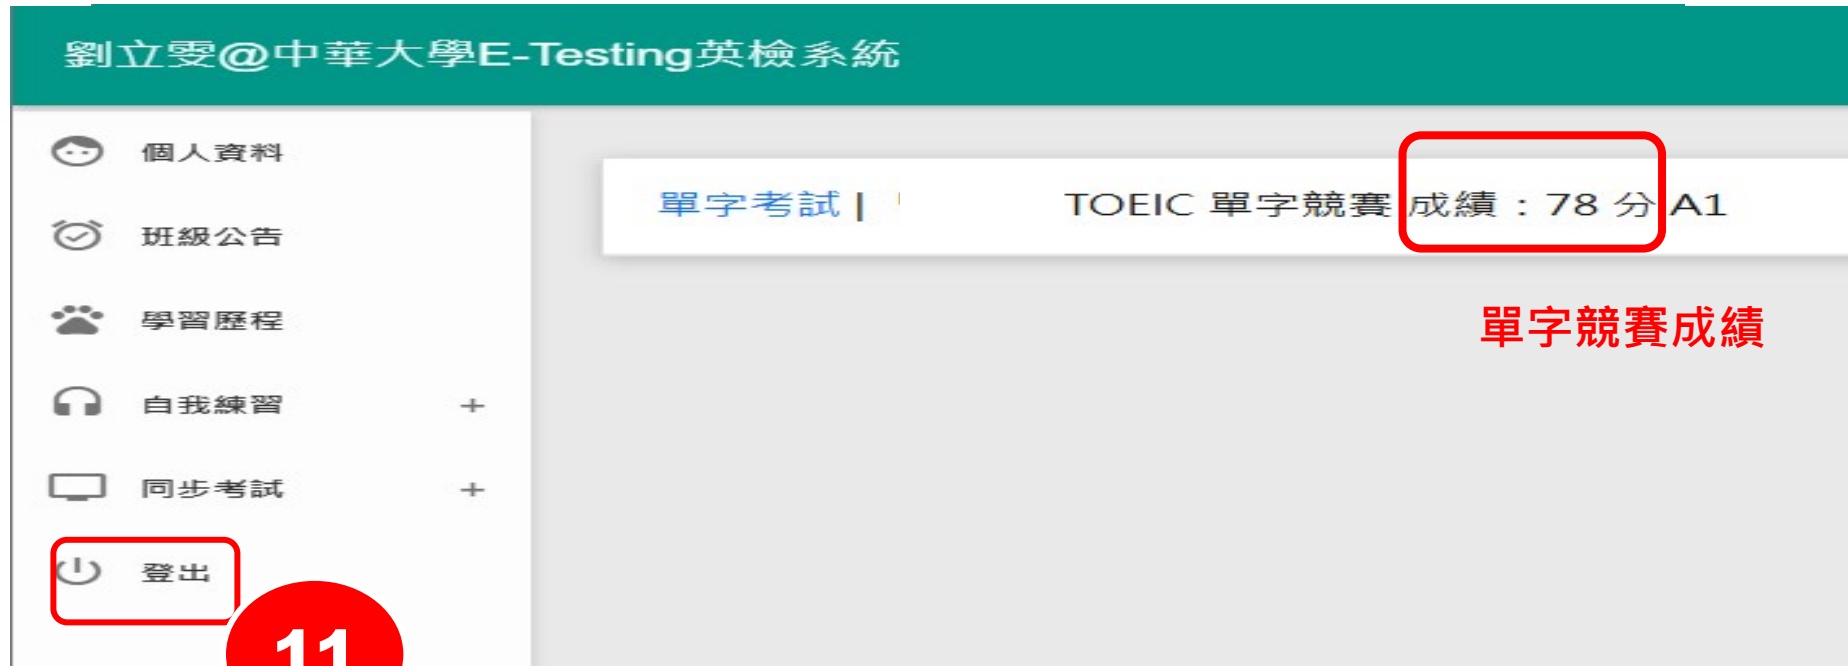 劉立雯@中華大學E-Testing英檢系統
個人資料
班級公告
學習歷程
自我練習 +
同步考試 +
登出
11
單字考試 | TOEIC 單字競賽 成績：78 分 A1
單字競賽成績